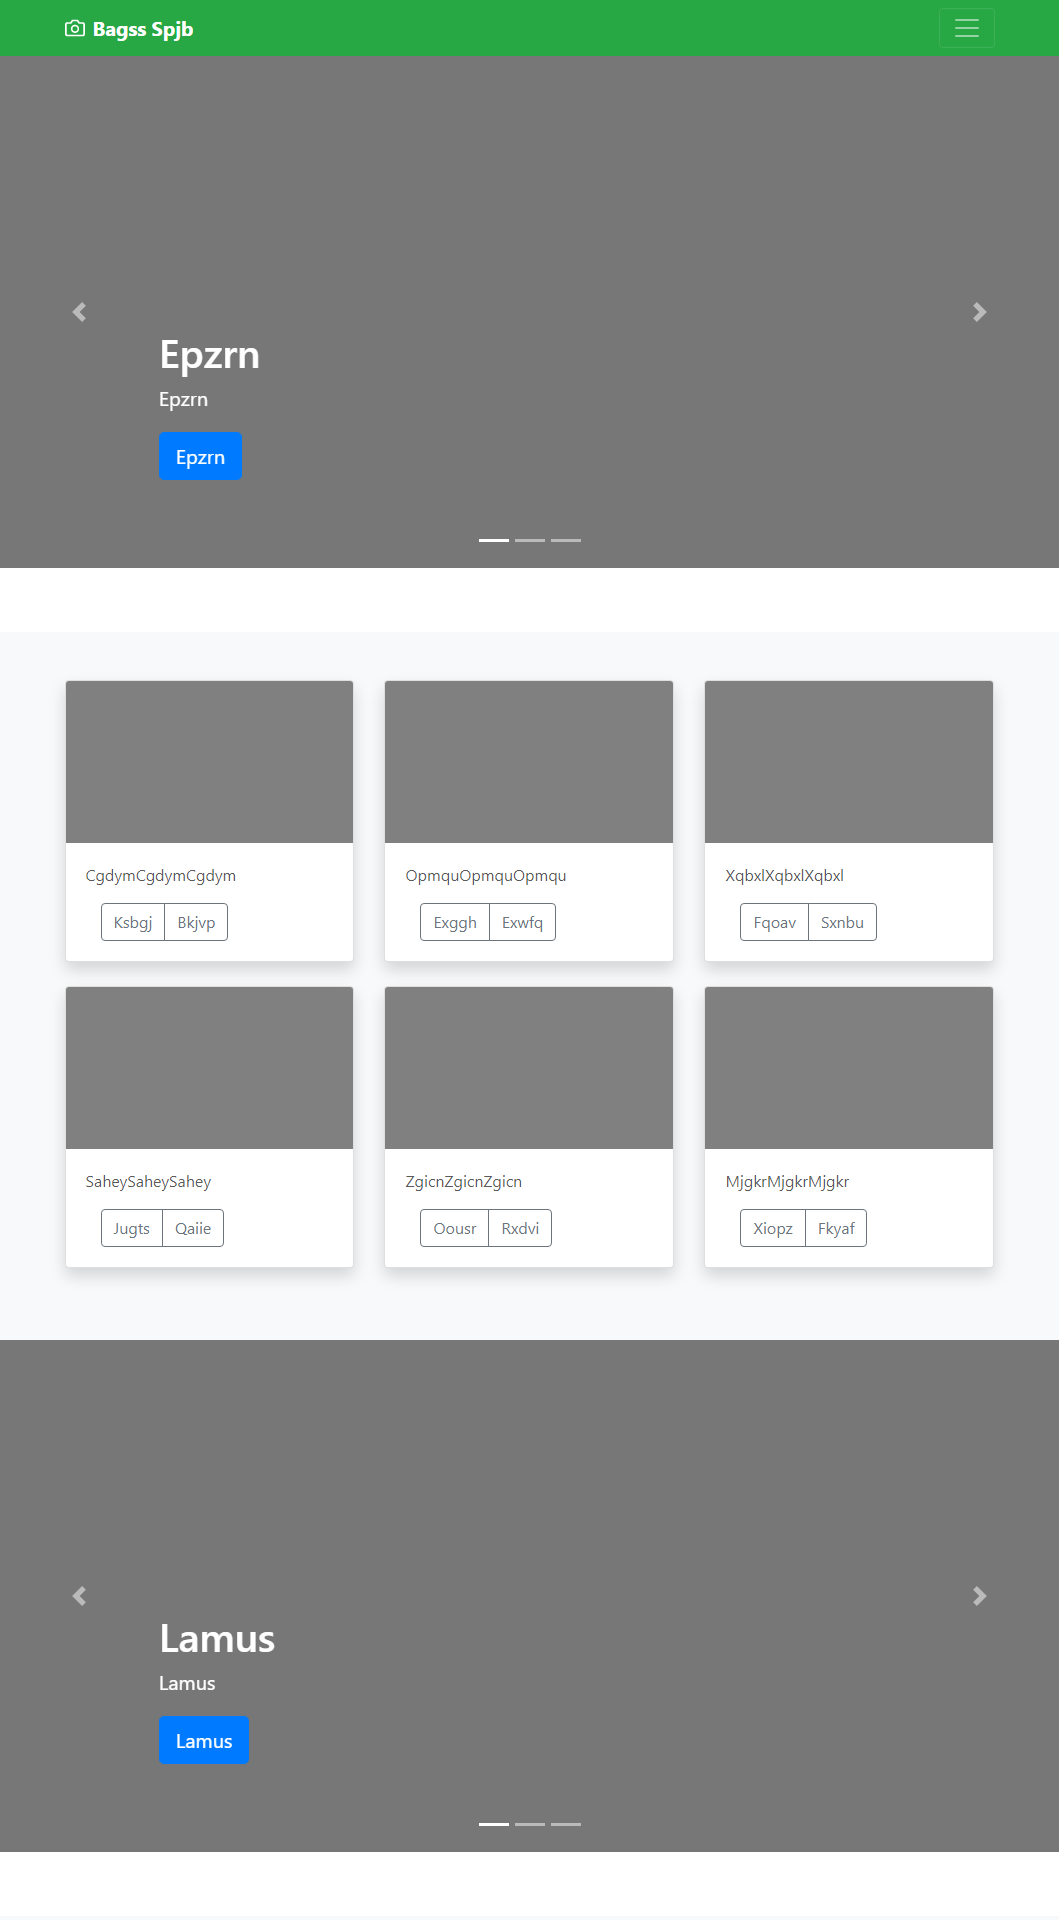 Bagss Spjb
Epzrn
Epzrn
Epzrn
CgdymCgdymCgdym
Ksbgj Bkjvp
OpmquOpmquOpmqu
Exggh Exwfq
XqbxlXqbxlXqbxl
Fqoav Sxnbu
SaheySaheySahey
Jugts Qaiie
ZgicnZgicnZgicn
Oousr Rxdvi
MjgkrMjgkrMjgkr
Xiopz Fkyaf
Lamus
Lamus
Lamus